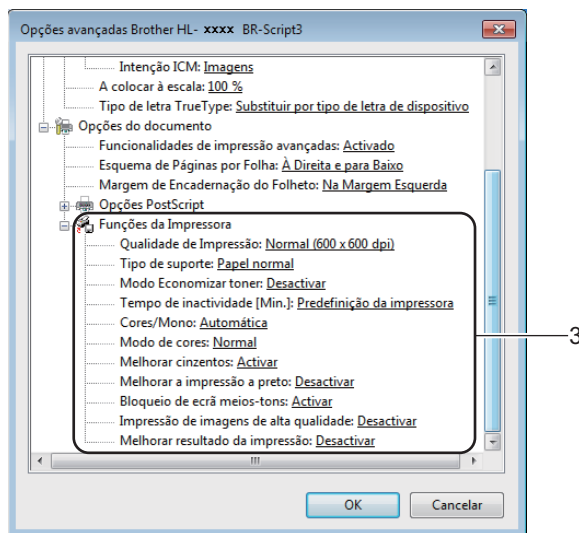 Opções avançadas Brother HL- xxxx BR-Script3
Intenção ICM: Imagens
A colocar à escala: 100 %
Tipo de letra TrueType: Substituir por tipo de letra de dispositivo
Opções do documento
Funcionalidades de impressão avançadas: Activado
Esquema de Páginas por Folha: À Direita e para Baixo
Margem de Encadernação do Folheto: Na Margem Esquerda
Opções PostScript
Funções da Impressora
Qualidade de Impressão: Normal (600 x 600 dpi)
Tipo de suporte: Papel normal
Modo Economizar toner: Desactivar
Tempo de inactividade [Min.]: Predefinição da impressora
Cores/Mono: Automática
Modo de cores: Normal
Melhorar cinzentos: Activar
Melhorar a impressão a preto: Desactivar
Bloqueio de ecrã meios-tons: Activar
Impressão de imagens de alta qualidade: Desactivar
Melhorar resultado da impressão: Desactivar
3
OK Cancelar